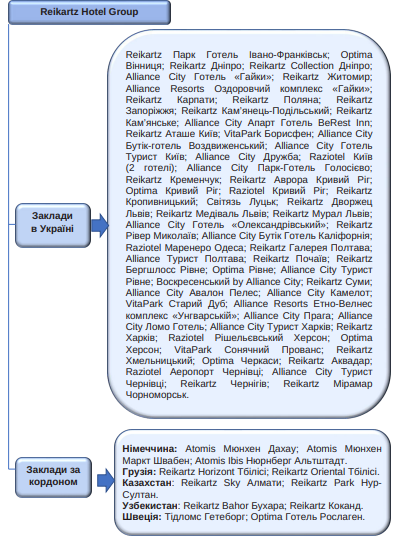 Reikartz Hotel Group
Reikartz Парк Готель Івано-Франківськ; Optima
Вінниця; Reikartz Дніпро; Reikartz Collection Дніпро;
Alliance City Готель «Гайки»; Reikartz Житомир;
Alliance Resorts Оздоровчий комплекс «Гайки»;
Reikartz Карпати; Reikartz Поляна; Reikartz
Запоріжжя; Reikartz Кам’янець-Подільський; Reikartz
Кам’янське; Alliance City Апарт Готель BeRest Inn;
Reikartz Аташе Київ; VitaPark Борисфен; Alliance City
Бутік-готель Воздвиженський; Alliance City Готель
Турист Київ; Alliance City Дружба; Raziotel Київ
(2 готелі); Alliance City Парк-Готель Голосієво;
Reikartz Кременчук; Reikartz Аврора Кривий Ріг;
Optima Кривий Ріг; Raziotel Кривий Ріг; Reikartz
Кропивницький; Світязь Луцьк; Reikartz Дворжец
Львів; Reikartz Медіваль Львів; Reikartz Мурал Львів;
Alliance City Готель «Олександрівський»; Reikartz
Рівер Миколаїв; Alliance City Бутік Готель Каліфорнія;
Raziotel Маренеро Одеса; Reikartz Галерея Полтава;
Alliance Турист Полтава; Reikartz Почаїв; Reikartz
Бергшлосс Рівне; Optima Рівне; Alliance City Турист
Рівне; Воскресенський by Alliance City; Reikartz Суми;
Alliance City Авалон Пелес; Alliance City Камелот;
VitaPark Старий Дуб; Alliance Resorts Етно-Велнес
комплекс «Унгварській»; Alliance City Прага; Alliance
City Ломо Готель; Alliance City Турист Харків; Reikartz
Харків; Raziotel Рішельєвський Херсон; Optima
Херсон; VitaPark Сонячний Прованс; Reikartz
Хмельницький; Optima Черкаси; Reikartz Аквадар;
Raziotel Аеропорт Чернівці; Alliance City Турист
Чернівці; Reikartz Чернігів; Reikartz Мірамар
Чорноморськ.
Заклади
в Україні
Заклади за
кордоном
Німеччина: Atomis Мюнхен Дахау; Atomis Мюнхен
Маркт Швабен; Atomis Ibis Нюрнберг Альтштадт.
Грузія: Reikartz Horizont Тбілісі; Reikartz Oriental Тбілісі.
Казахстан: Reikartz Sky Алмати; Reikartz Park Нур-
Султан.
Узбекистан: Reikartz Bahor Бухара; Reikartz Коканд.
Швеція: Тідломс Гетеборг; Optima Готель Рослаген.